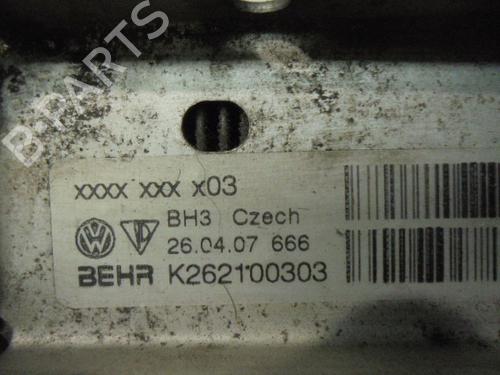 B-PARTS
xxxx xxx x03
BH3 Czech
26.04.07 666
BEHR K262100303